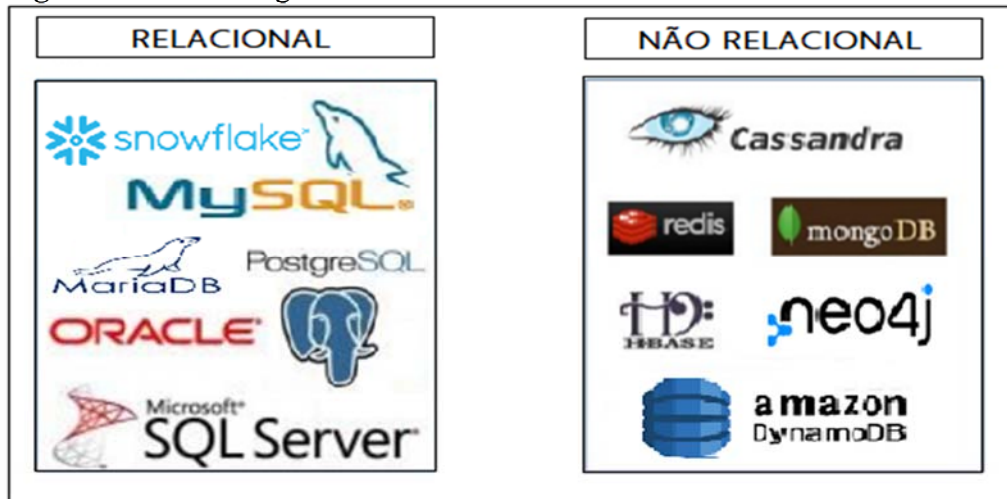 RELACIONAL
snowflake
MySQL
MariaDB
PostgreSQL
ORACLE
Microsoft
SQL Server
NÃO RELACIONAL
Cassandra
redis
mongoDB
HBASE
neo4j
amazon
DynamoDB